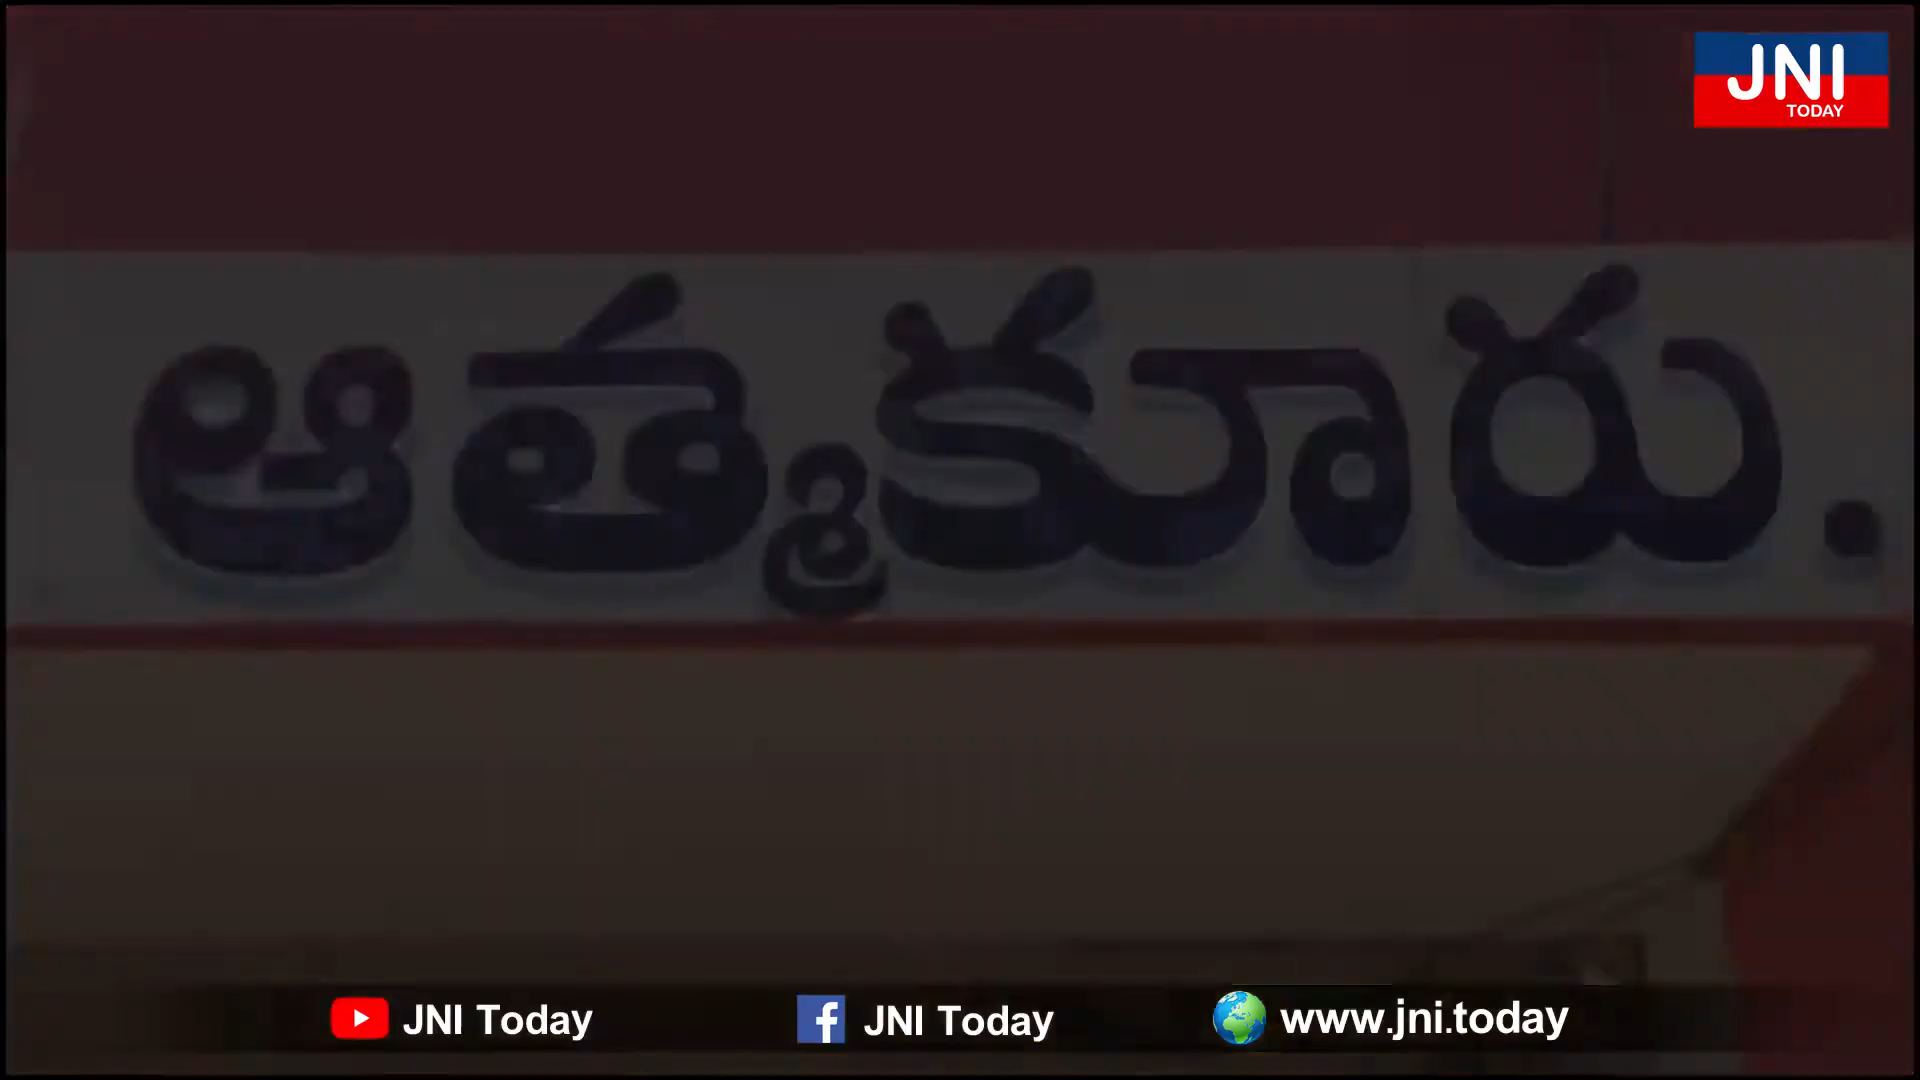 JNI
TODAY
ఆత్మకూరు.
JNI Today
JNI Today
www.jni.today